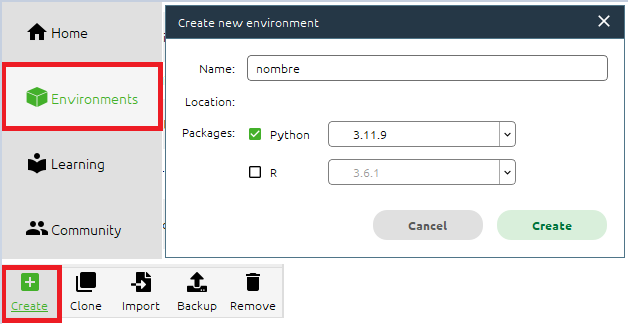 Home
Environments
Learning
Community
Create
Clone
Import
Backup
Remove
Create new environment
Name:
nombre
Location:
Packages:
Python
3.11.9
R
3.6.1
Cancel
Create